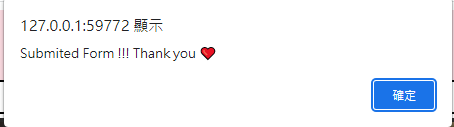 127.0.0.1:59772 顯示
Submited Form !!! Thank you ❤️
確定